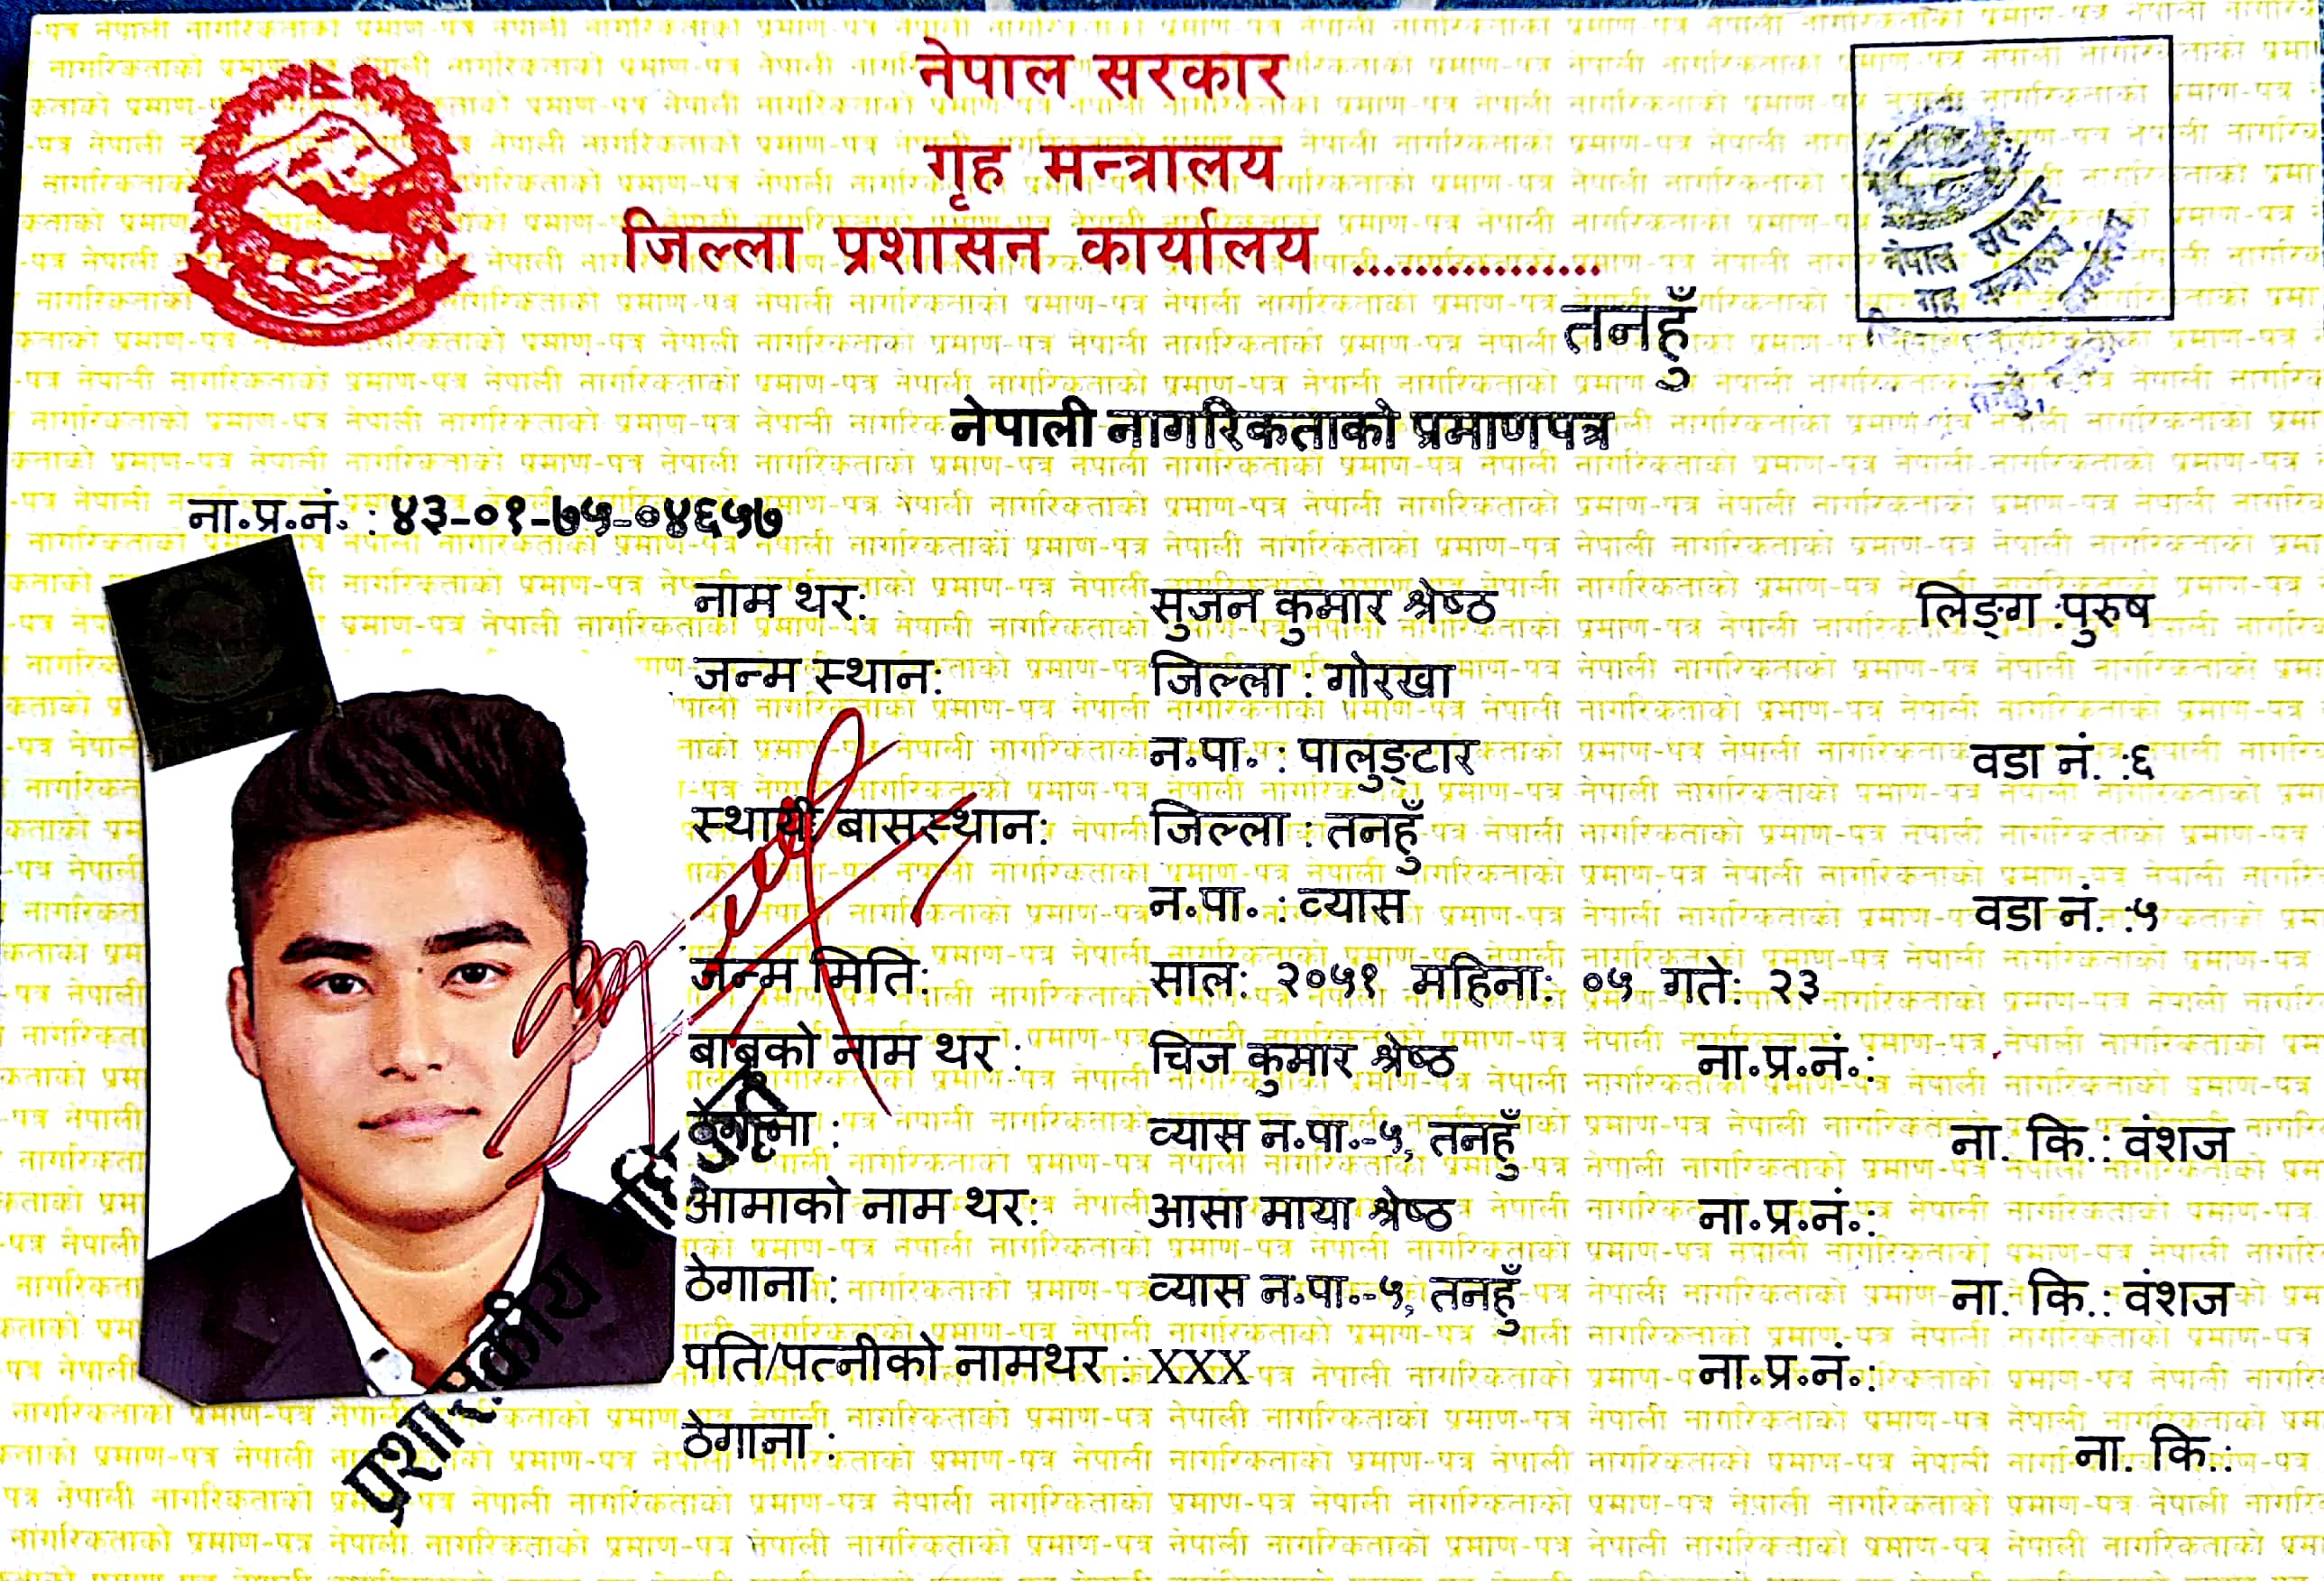 नेपाल सरकार
गृह मन्त्रालय
जिल्ला प्रशासन कार्यालय ................
तनहुँ
नेपाल सरकार
गृह मन्त्रालय
तनहुँ
नेपाली नागरिकताको प्रमाणपत्र
ना.प्र.नं. : ४३-०१-७५-०४६५७
नाम थर: सुजन कुमार श्रेष्ठ लिङ्ग :पुरुष
जन्म स्थान: जिल्ला : गोरखा
न.पा. : पालुङ्टार वडा नं. :६
स्थायी बासस्थान: जिल्ला : तनहुँ
न.पा. : व्यास वडा नं. :५
जन्म मिति: साल: २०५१ महिना: ०५ गते: २३
बाबुको नाम थर : चिज कुमार श्रेष्ठ ना.प्र.नं.:
ठेगाना : व्यास न.पा.-५, तनहुँ ना. कि.: वंशज
आमाको नाम थर: आसा माया श्रेष्ठ ना.प्र.नं.:
ठेगाना : व्यास न.पा.-५, तनहुँ ना. कि.: वंशज
पति/पत्नीको नामथर : XXX ना.प्र.नं.:
ठेगाना : ना. कि.:
प्रशासकीय